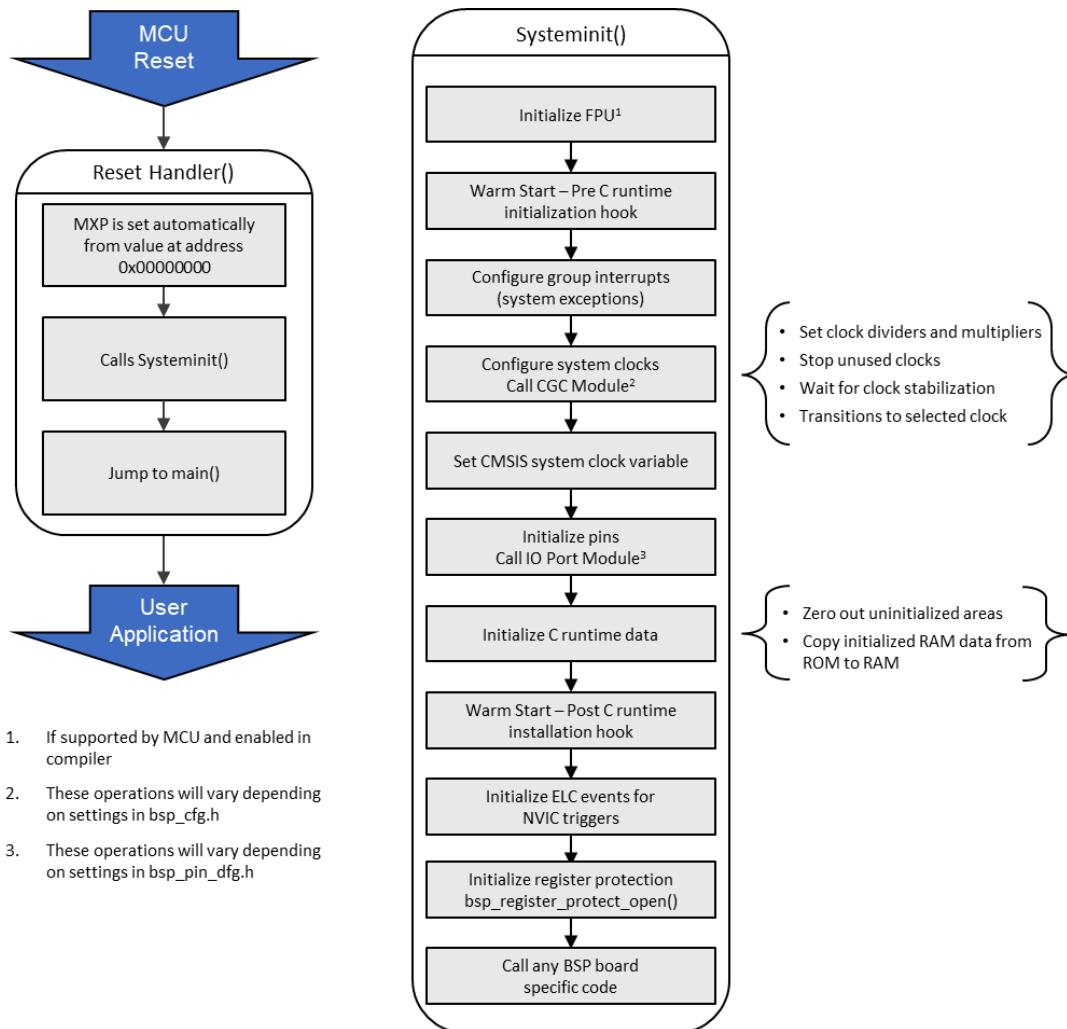 MCU
Reset
Reset Handler()
MXP is set automatically
from value at address
0x00000000
Calls Systeminit()
Jump to main()
User
Application
1. If supported by MCU and enabled in
compiler
2. These operations will vary depending
on settings in bsp_cfg.h
3. These operations will vary depending
on settings in bsp_pin_dfg.h
Systeminit()
Initialize FPU¹
Warm Start – Pre C runtime
initialization hook
Configure group interrupts
(system exceptions)
Configure system clocks
Call CGC Module²
Set CMSIS system clock variable
Initialize pins
Call IO Port Module³
Initialize C runtime data
Warm Start – Post C runtime
installation hook
Initialize ELC events for
NVIC triggers
Initialize register protection
bsp_register_protect_open()
Call any BSP board
specific code
• Set clock dividers and multipliers
• Stop unused clocks
• Wait for clock stabilization
• Transitions to selected clock
• Zero out uninitialized areas
• Copy initialized RAM data from
ROM to RAM